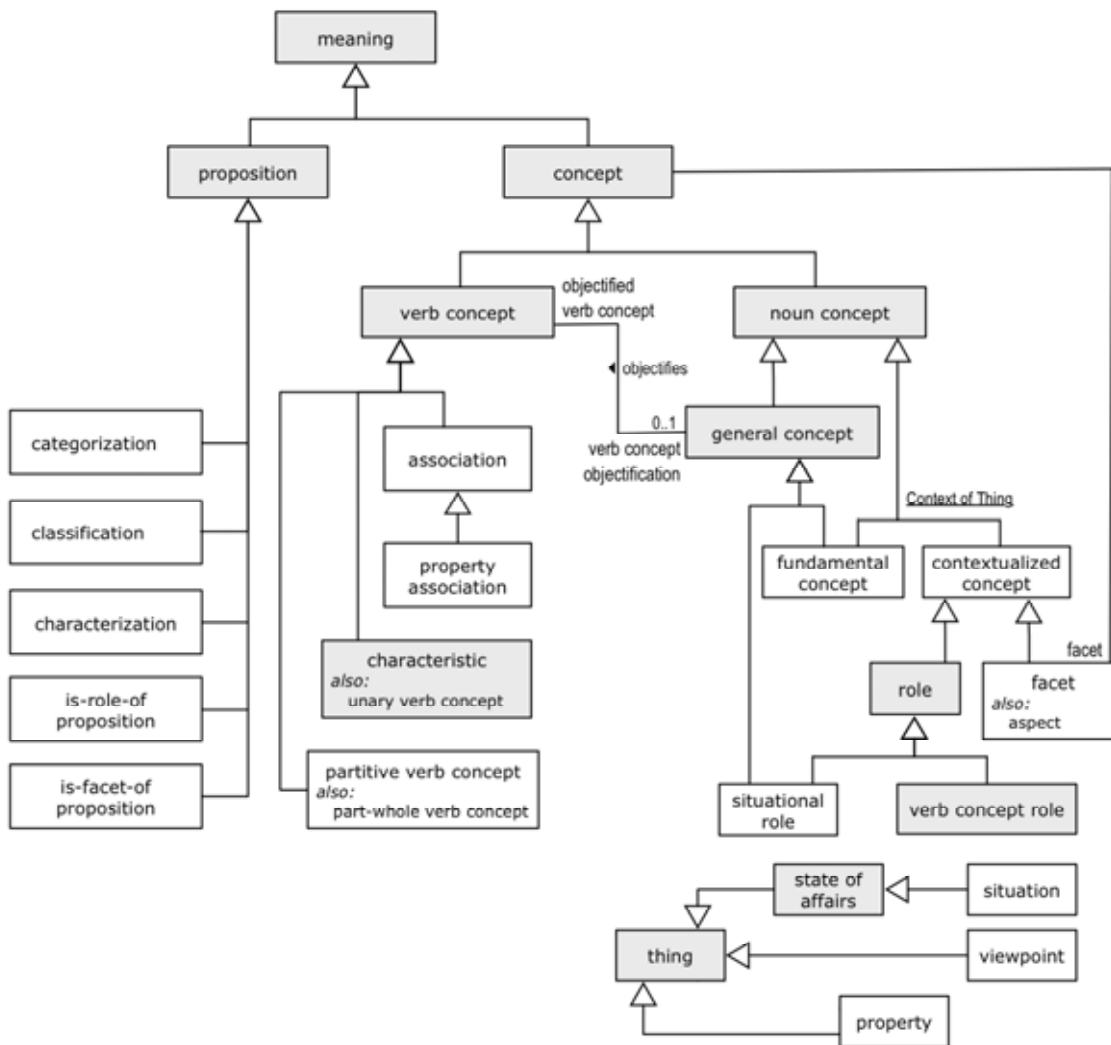 meaning
proposition
concept
objectified
verb concept
verb concept
noun concept
objectifies
0..1
verb concept
objectification
general concept
categorization
association
Context of Thing
classification
property
association
fundamental
concept
contextualized
concept
characterization
characteristic
also:
unary verb concept
facet
role
facet
also:
aspect
is-role-of
proposition
is-facet-of
proposition
partitive verb concept
also:
part-whole verb concept
situational
role
verb concept role
state of
affairs
situation
thing
viewpoint
property